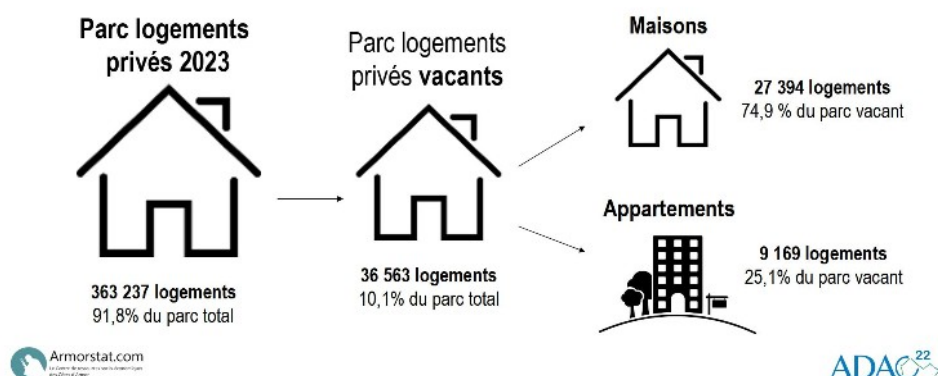 Parc logements
privés 2023
363 237 logements
91,8% du parc total
Parc logements
privés vacants
36 563 logements
10,1% du parc total
Maisons
27 394 logements
74,9 % du parc vacant
Appartements
9 169 logements
25,1% du parc vacant
Armorstat.com
ADAC 22